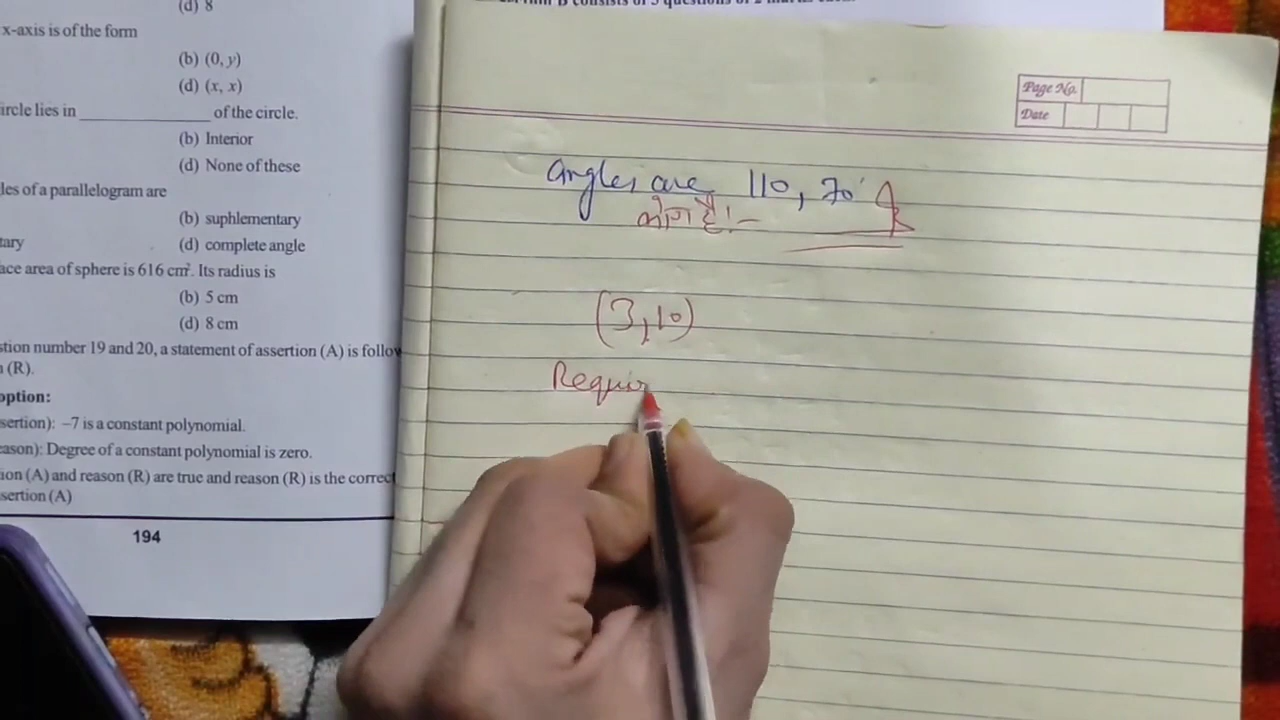 (d) 8
x-axis is of the form
(b) (0, y)
(d) (x, x)
ircle lies in ____________ of the circle.
(b) Interior
(d) None of these
les of a parallelogram are
(b) suphlementary
tary
(d) complete angle
ace area of sphere is 616 cm². Its radius is
(b) 5 cm
(d) 8 cm
stion number 19 and 20, a statement of assertion (A) is follow
(R).
option:
sertion): –7 is a constant polynomial.
eason): Degree of a constant polynomial is zero.
ion (A) and reason (R) are true and reason (R) is the correct
sertion (A)
194
Page No.
Date
Angles are 110, 70
(3,10)
Requir